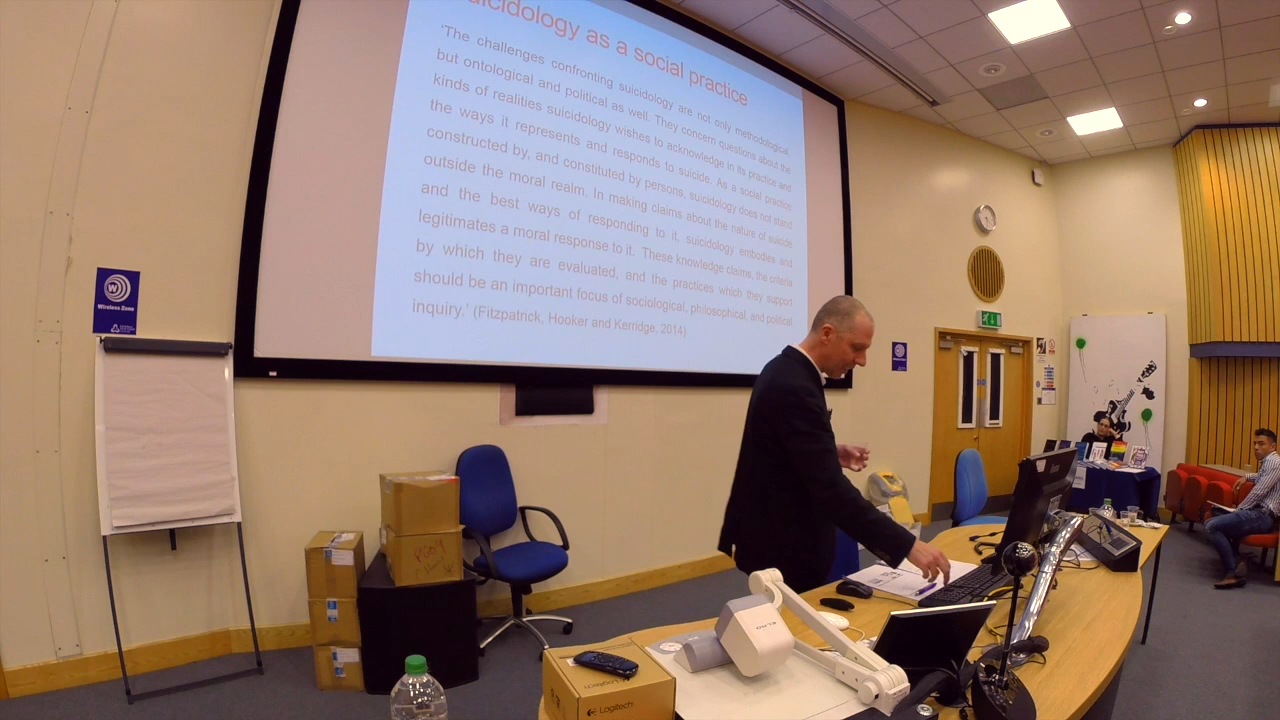 uicidology as a social practice
'The challenges confronting suicidology are not only methodological,
but ontological and political as well. They concern questions about the
kinds of realities suicidology wishes to acknowledge in its practice and
the ways it represents and responds to suicide. As a social practice
constructed by, and constituted by persons, suicidology does not stand
outside the moral realm. In making claims about the nature of suicide
and the best ways of responding to it, suicidology embodies and
legitimates a moral response to it. These knowledge claims, the criteria
by which they are evaluated, and the practices which they support
should be an important focus of sociological, philosophical, and political
inquiry.' (Fitzpatrick, Hooker and Kerridge, 2014)
W
Wireless Zone
ELMO
Logitech